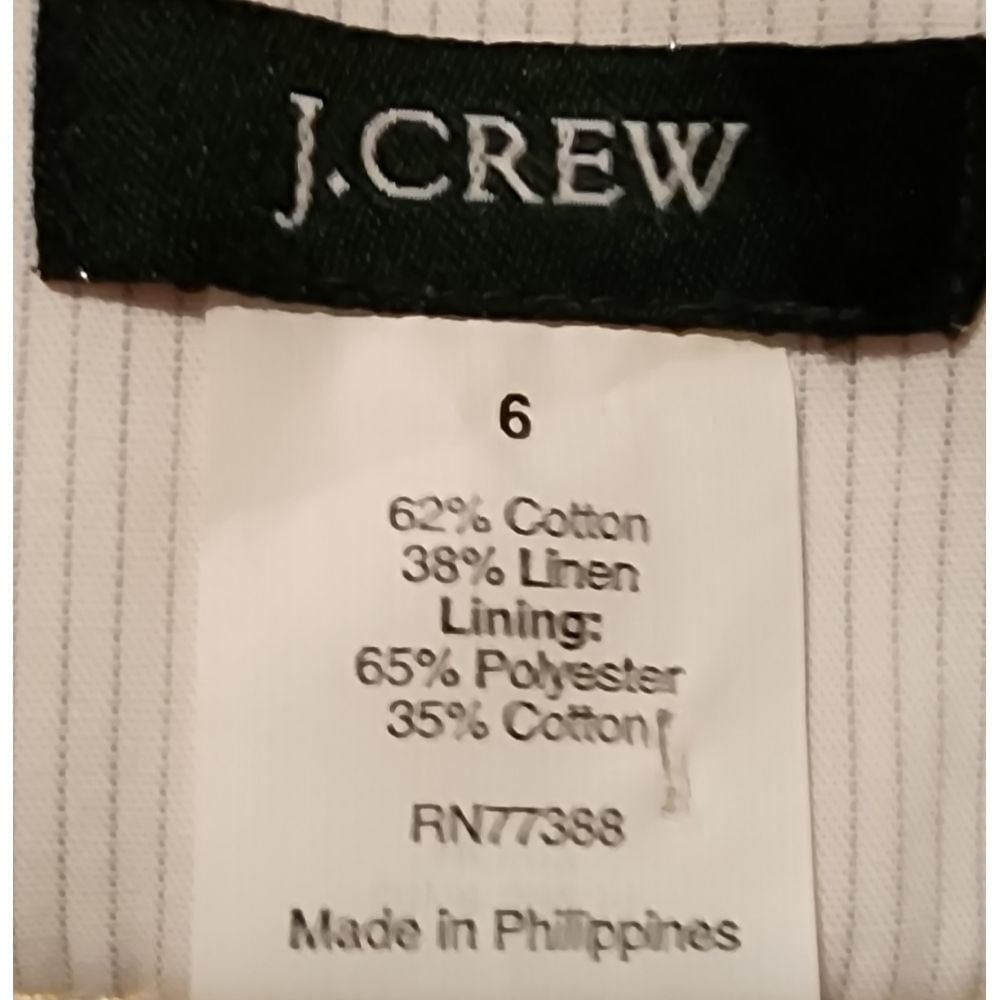 J.CREW
6
62% Cotton
38% Linen
Lining:
65% Polyester
35% Cotton
RN77388
Made in Philippines